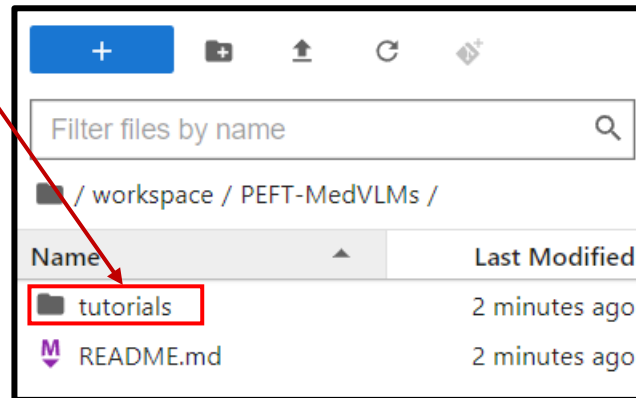 +
Filter files by name
/ workspace / PEFT-MedVLMs /
Name Last Modified
tutorials 2 minutes ago
M README.md 2 minutes ago